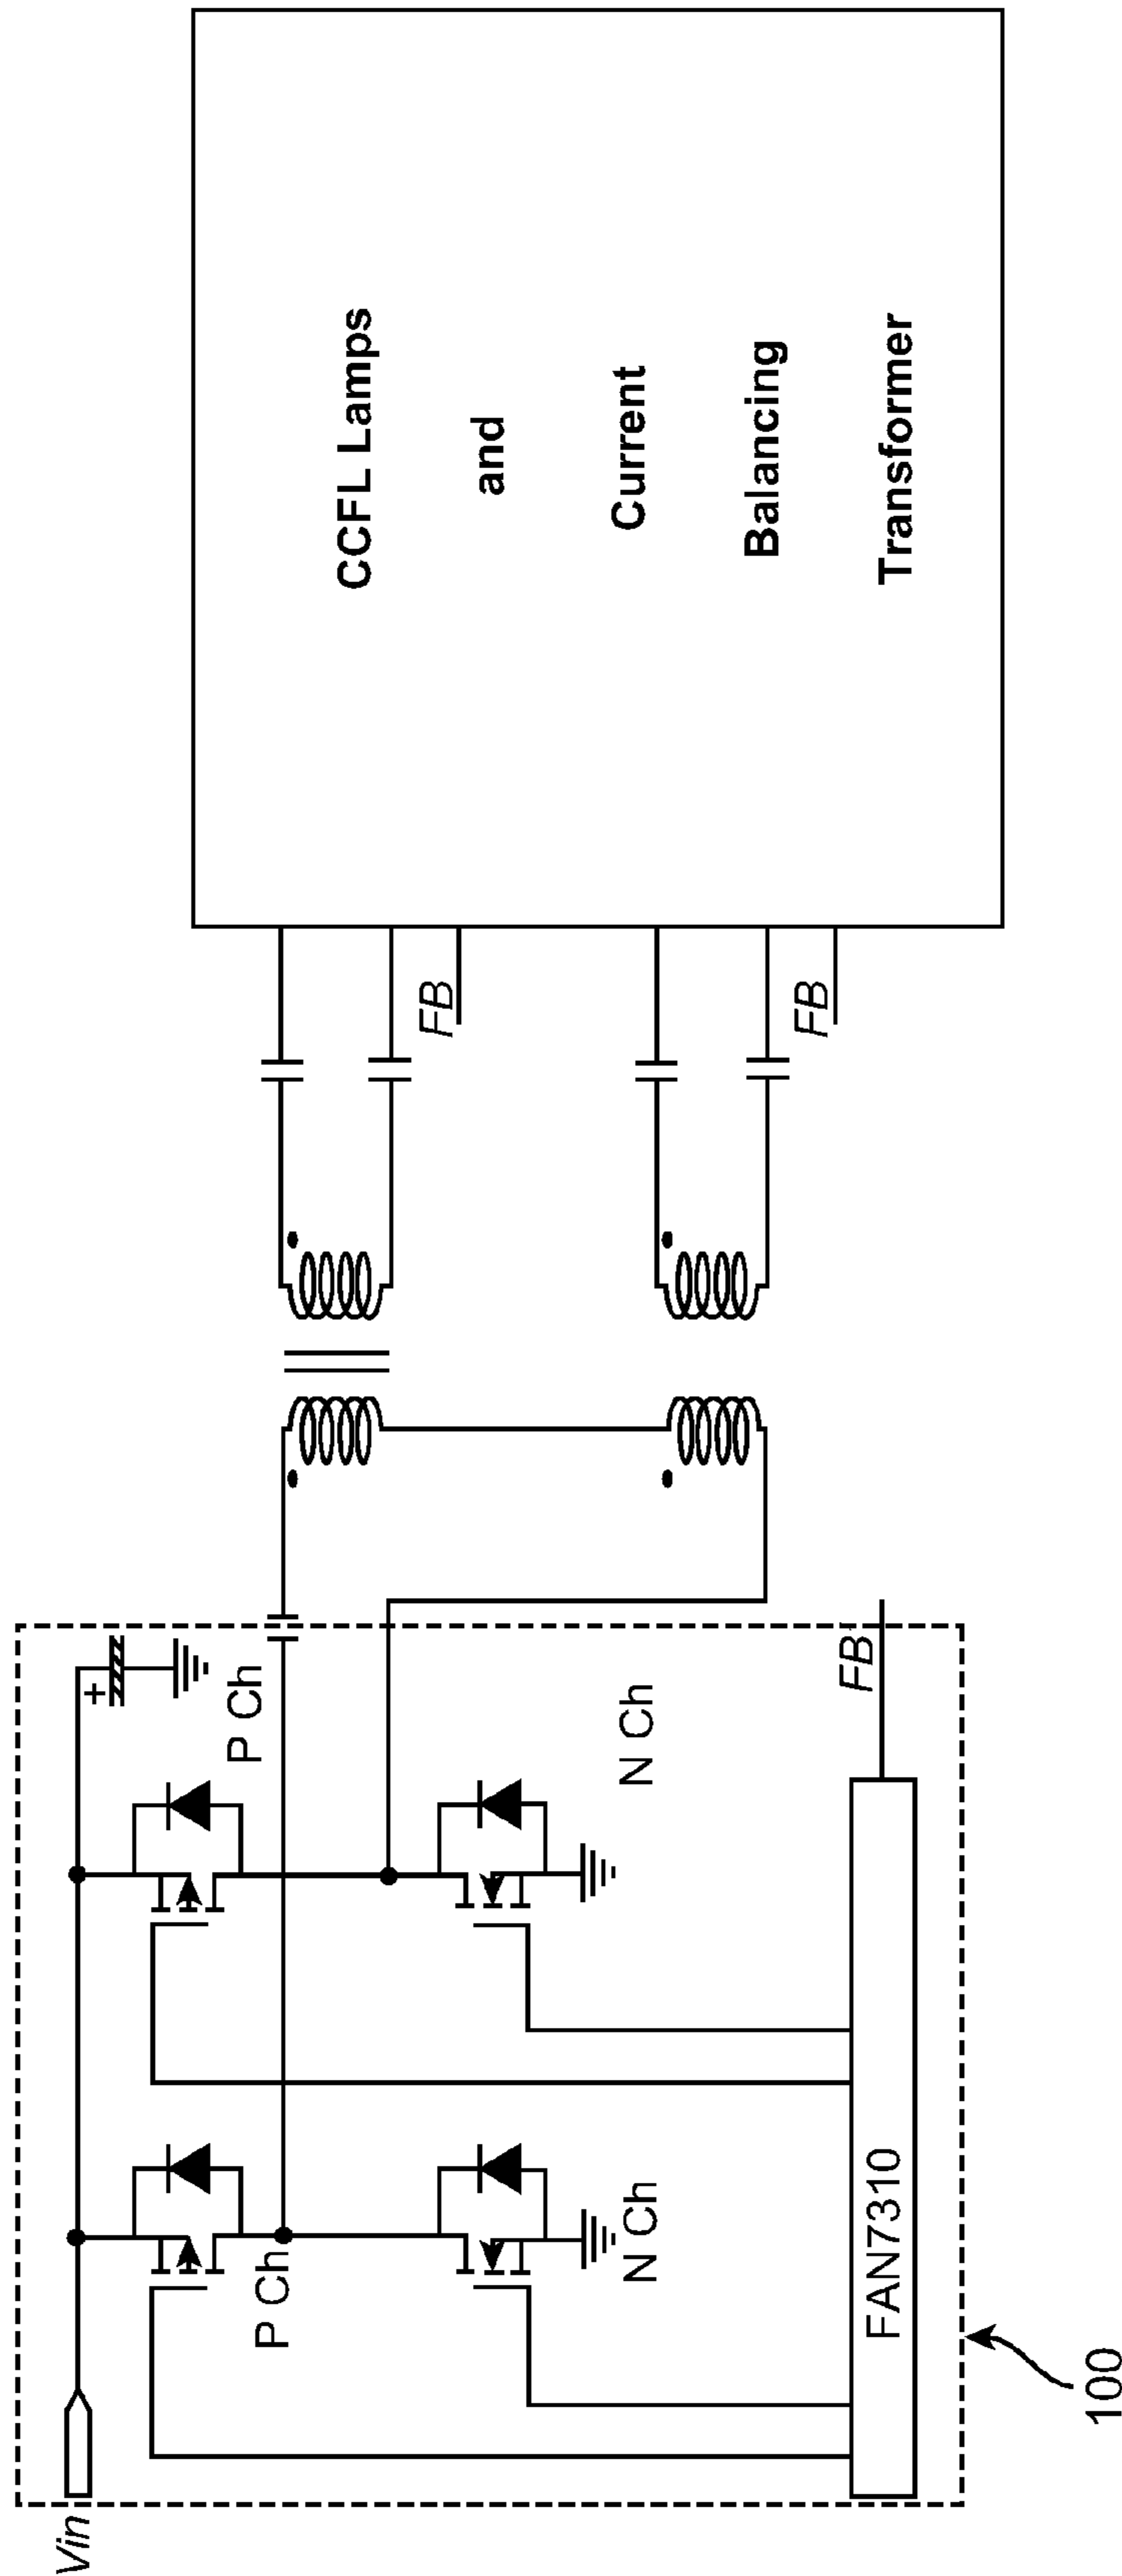 Vin
+
P Ch
P Ch
N Ch
N Ch
FAN7310
FB
100
FB
FB
CCFL Lamps
and
Current
Balancing
Transformer